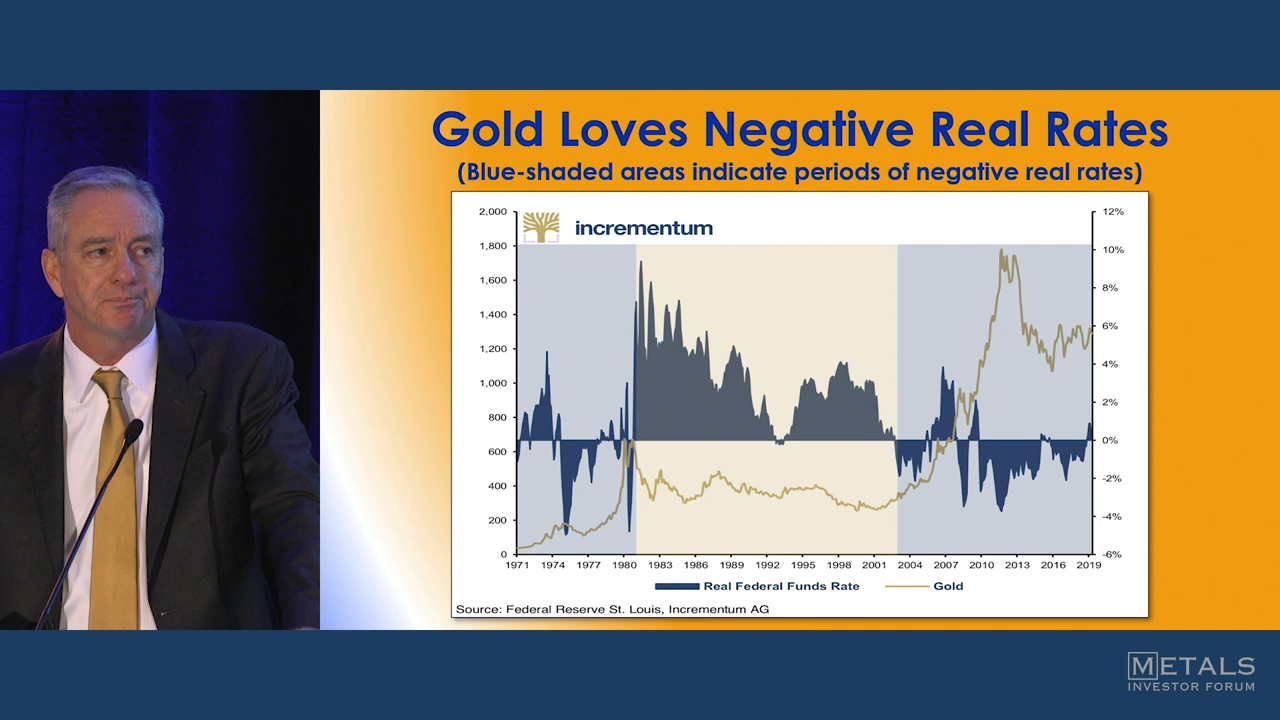 Gold Loves Negative Real Rates
(Blue-shaded areas indicate periods of negative real rates)
incrementum
2,000
1,800
1,600
1,400
1,200
1,000
800
600
400
200
0
12%
10%
8%
6%
4%
2%
0%
-2%
-4%
-6%
1971 1974 1977 1980 1983 1986 1989 1992 1995 1998 2001 2004 2007 2010 2013 2016 2019
Real Federal Funds Rate Gold
Source: Federal Reserve St. Louis, Incrementum AG
METALS
INVESTOR FORUM